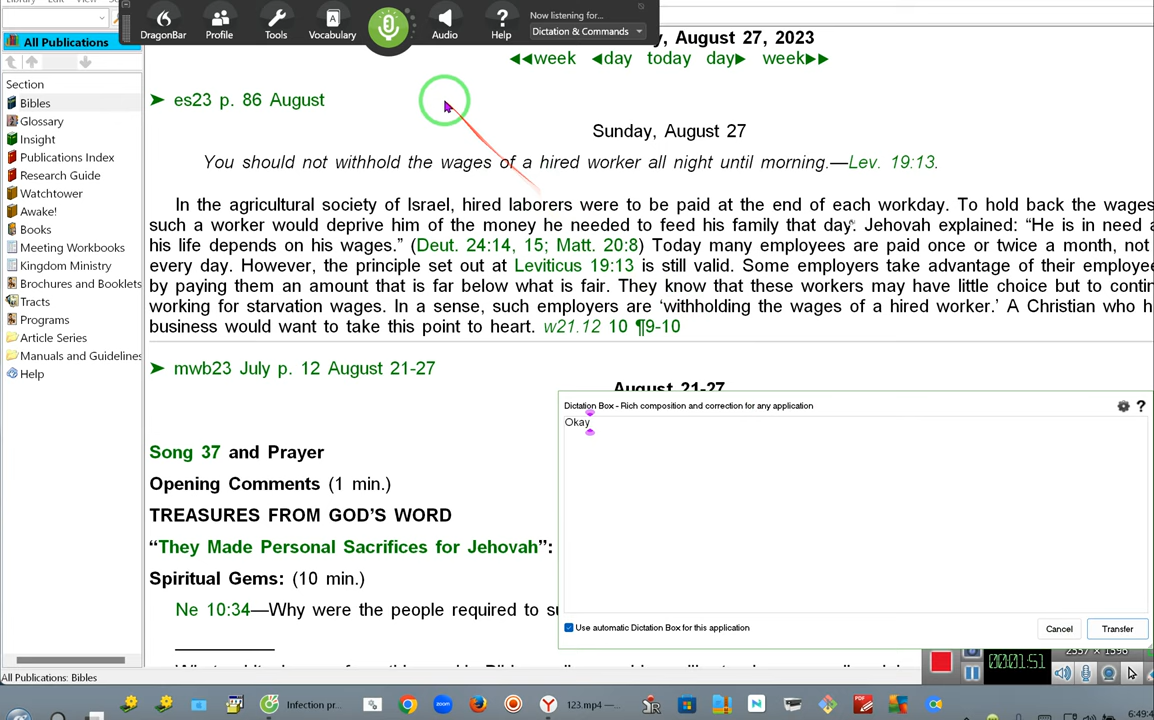 Library Edit View
DragonBar Profile Tools Vocabulary Audio Help
Now listening for...
Dictation & Commands
All Publications
Section
Bibles
Glossary
Insight
Publications Index
Research Guide
Watchtower
Awake!
Books
Meeting Workbooks
Kingdom Ministry
Brochures and Booklets
Tracts
Programs
Article Series
Manuals and Guidelines
Help
y, August 27, 2023
◀◀week ◀day today day▶ week▶▶
➤ es23 p. 86 August
Sunday, August 27
You should not withhold the wages of a hired worker all night until morning.—Lev. 19:13.
In the agricultural society of Israel, hired laborers were to be paid at the end of each workday. To hold back the wages
such a worker would deprive him of the money he needed to feed his family that day. Jehovah explained: “He is in need a
his life depends on his wages.” (Deut. 24:14, 15; Matt. 20:8) Today many employees are paid once or twice a month, not
every day. However, the principle set out at Leviticus 19:13 is still valid. Some employers take advantage of their employee
by paying them an amount that is far below what is fair. They know that these workers may have little choice but to contin
working for starvation wages. In a sense, such employers are ‘withholding the wages of a hired worker.’ A Christian who h
business would want to take this point to heart. w21.12 10 ¶9-10
➤ mwb23 July p. 12 August 21-27
August 21-27
Song 37 and Prayer
Opening Comments (1 min.)
TREASURES FROM GOD’S WORD
“They Made Personal Sacrifices for Jehovah”:
Spiritual Gems: (10 min.)
Ne 10:34—Why were the people required to su
Dictation Box - Rich composition and correction for any application
Okay
Use automatic Dictation Box for this application
Cancel Transfer
All Publications: Bibles
0:00:1:51
Infection pr...
123.mp4 —...
6:49:4